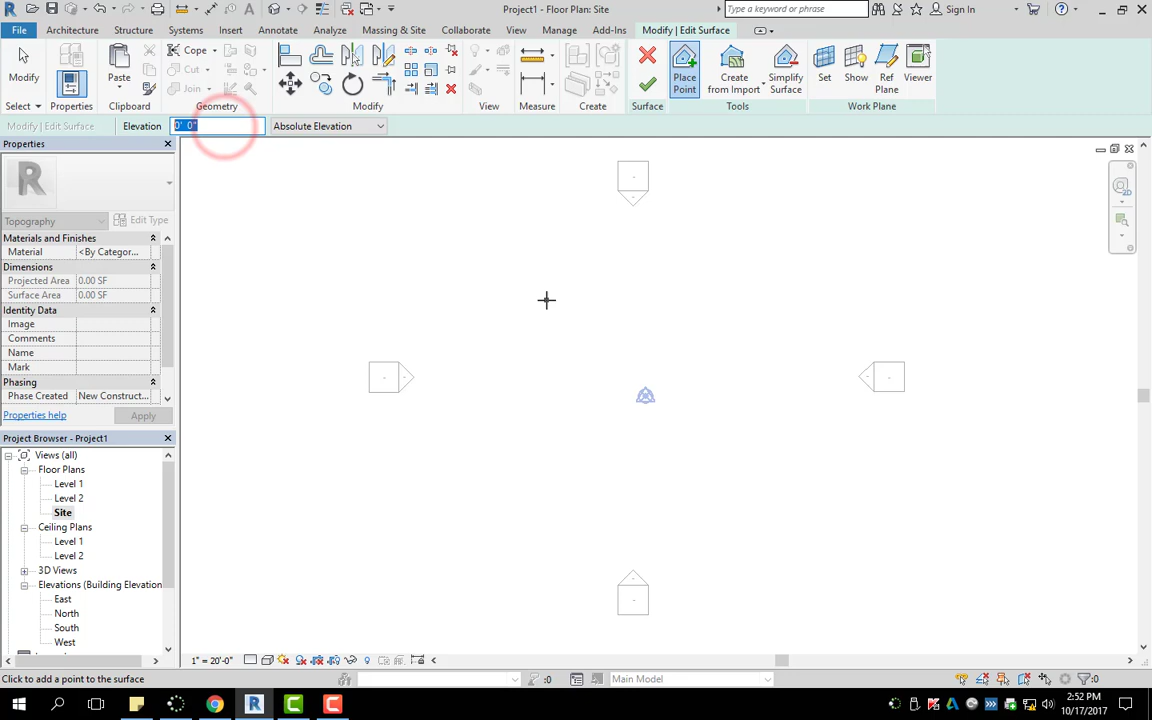 Project1 - Floor Plan: Site
Type a keyword or phrase
Sign In
File
Architecture
Structure
Systems
Insert
Annotate
Analyze
Massing & Site
Collaborate
View
Manage
Add-Ins
Modify | Edit Surface
Modify
Paste
Cope
Cut
Join
Place Point
Create from Import
Simplify Surface
Set
Show
Ref Plane
Viewer
Select
Properties
Clipboard
Geometry
Modify
View
Measure
Create
Surface
Tools
Work Plane
Modify | Edit Surface
Elevation
0' 0"
Absolute Elevation
Properties
Topography
Edit Type
Materials and Finishes
Material
<By Categor...
Dimensions
Projected Area
0.00 SF
Surface Area
0.00 SF
Identity Data
Image
Comments
Name
Mark
Phasing
Phase Created
New Construct...
Properties help
Apply
Project Browser - Project1
Views (all)
Floor Plans
Level 1
Level 2
Site
Ceiling Plans
Level 1
Level 2
3D Views
Elevations (Building Elevation
East
North
South
West
1" = 20'-0"
Click to add a point to the surface
:0
Main Model
:0
2:52 PM
10/17/2017